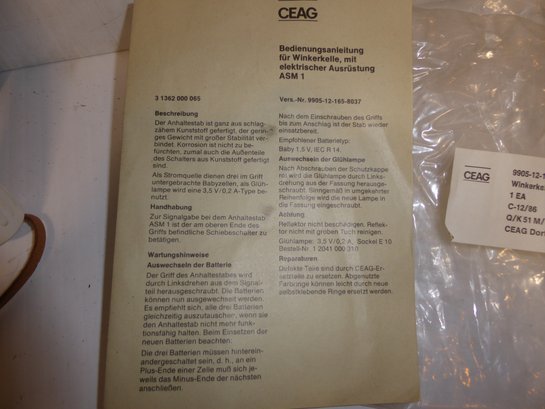 CEAG
Bedienungsanleitung
für Winkerkelle, mit
elektrischer Ausrüstung
ASM 1
3 1362 000 065
Vers.-Nr. 9905-12-165-8037
Beschreibung
Der Anhaltestab ist ganz aus schlag-
zähem Kunststoff gefertigt, der gerin-
ges Gewicht mit großer Stabilität ver-
bindet. Korrosion ist nicht zu be-
fürchten, zumal auch die Außenteile
des Schalters aus Kunststoff gefertigt
sind.
Als Stromquelle dienen drei im Griff
untergebrachte Babyzellen, als Glüh-
lampe wird eine 3,5 V/0,2 A-Type be-
nutzt.
Handhabung
Zur Signalgabe bei dem Anhaltestab
ASM 1 ist der am oberen Ende des
Griffs befindliche Schiebeschalter zu
betätigen.
Wartungshinweise
Auswechseln der Batterie
Der Griff des Anhaltestabes wird
durch Linksdrehen aus dem Signal-
teil herausgeschraubt. Die Batterien
können nun ausgewechselt werden.
Es empfiehlt sich, alle drei Batterien
gleichzeitig auszutauschen, wenn sie
den Anhaltestab nicht mehr funk-
tionsfähig halten. Beim Einsetzen der
neuen Batterien beachten:
Die drei Batterien müssen hinterein-
andergeschaltet sein, d. h., an ein
Plus-Ende einer Zelle muß sich je-
weils das Minus-Ende der nächsten
anschließen.
Nach dem Einschrauben des Griffs
bis zum Anschlag ist der Stab wieder
einsatzbereit.
Empfohlener Batterietyp:
Baby 1,5 V, IEC R 14.
Auswechseln der Glühlampe
Nach Abschrauben der Schutzkappe
wird die Glühlampe durch Links-
drehung aus der Fassung herausge-
schraubt. Sinngemäß in umgekehrter
Reihenfolge wird die neue Lampe in
die Fassung eingeschraubt.
Achtung
Reflektor nicht beschädigen. Reflek-
tor nicht mit groben Tuch reinigen.
Glühlampe: 3,5 V/0,2 A, Sockel E 10
Bestell-Nr. 1 2041 000 310
Reparaturen
Defekte Teile sind durch CEAG-Er-
satzteile zu ersetzen. Abgenutzte
Farbringe können leicht durch neue
selbstklebende Ringe ersetzt werden.
CEAG
9905-12-1
Winkerke
1 EA
C-12/86
Q/K 51 M/
CEAG Dor